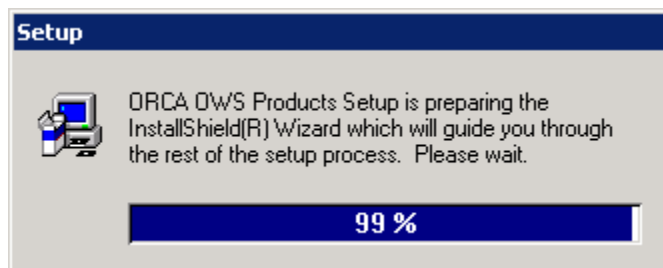 Setup
ORCA OWS Products Setup is preparing the
InstallShield(R) Wizard which will guide you through
the rest of the setup process.  Please wait.
99 %